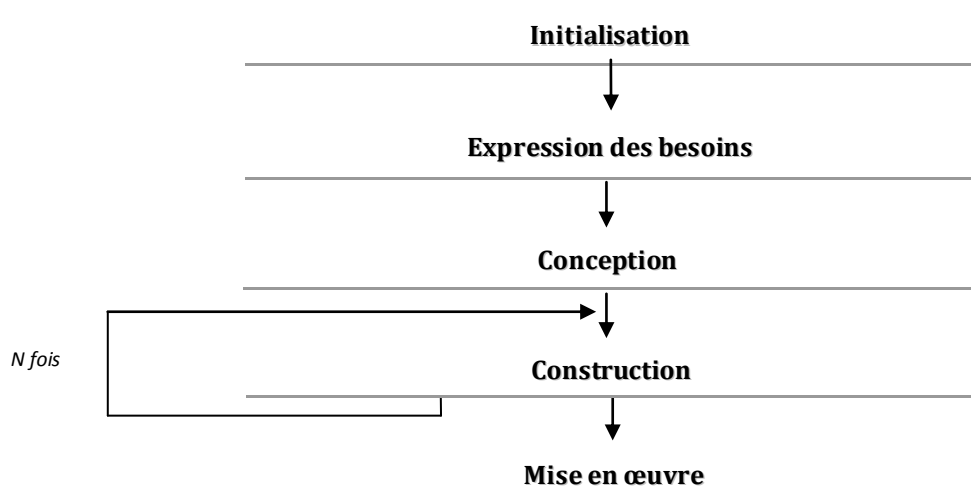 Initialisation
Expression des besoins
Conception
N fois
Construction
Mise en œuvre